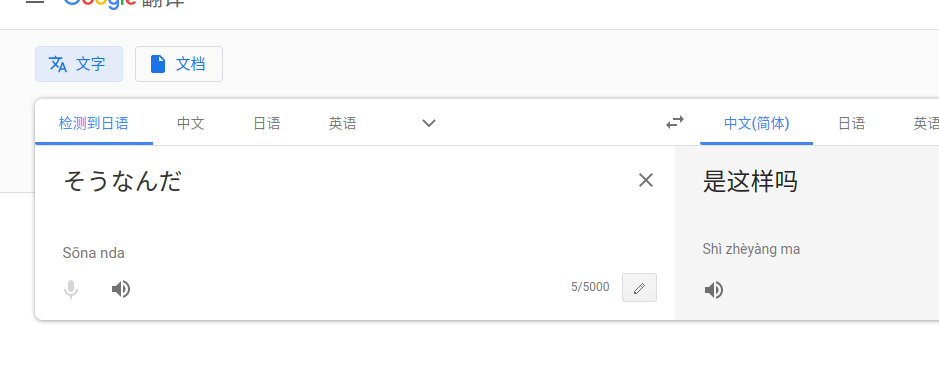 Google 翻译
文字 文档
检测到日语 中文 日语 英语 中文(简体) 日语 英语
そうなんだ 是这样吗
Sōna nda Shì zhèyàng ma
5/5000